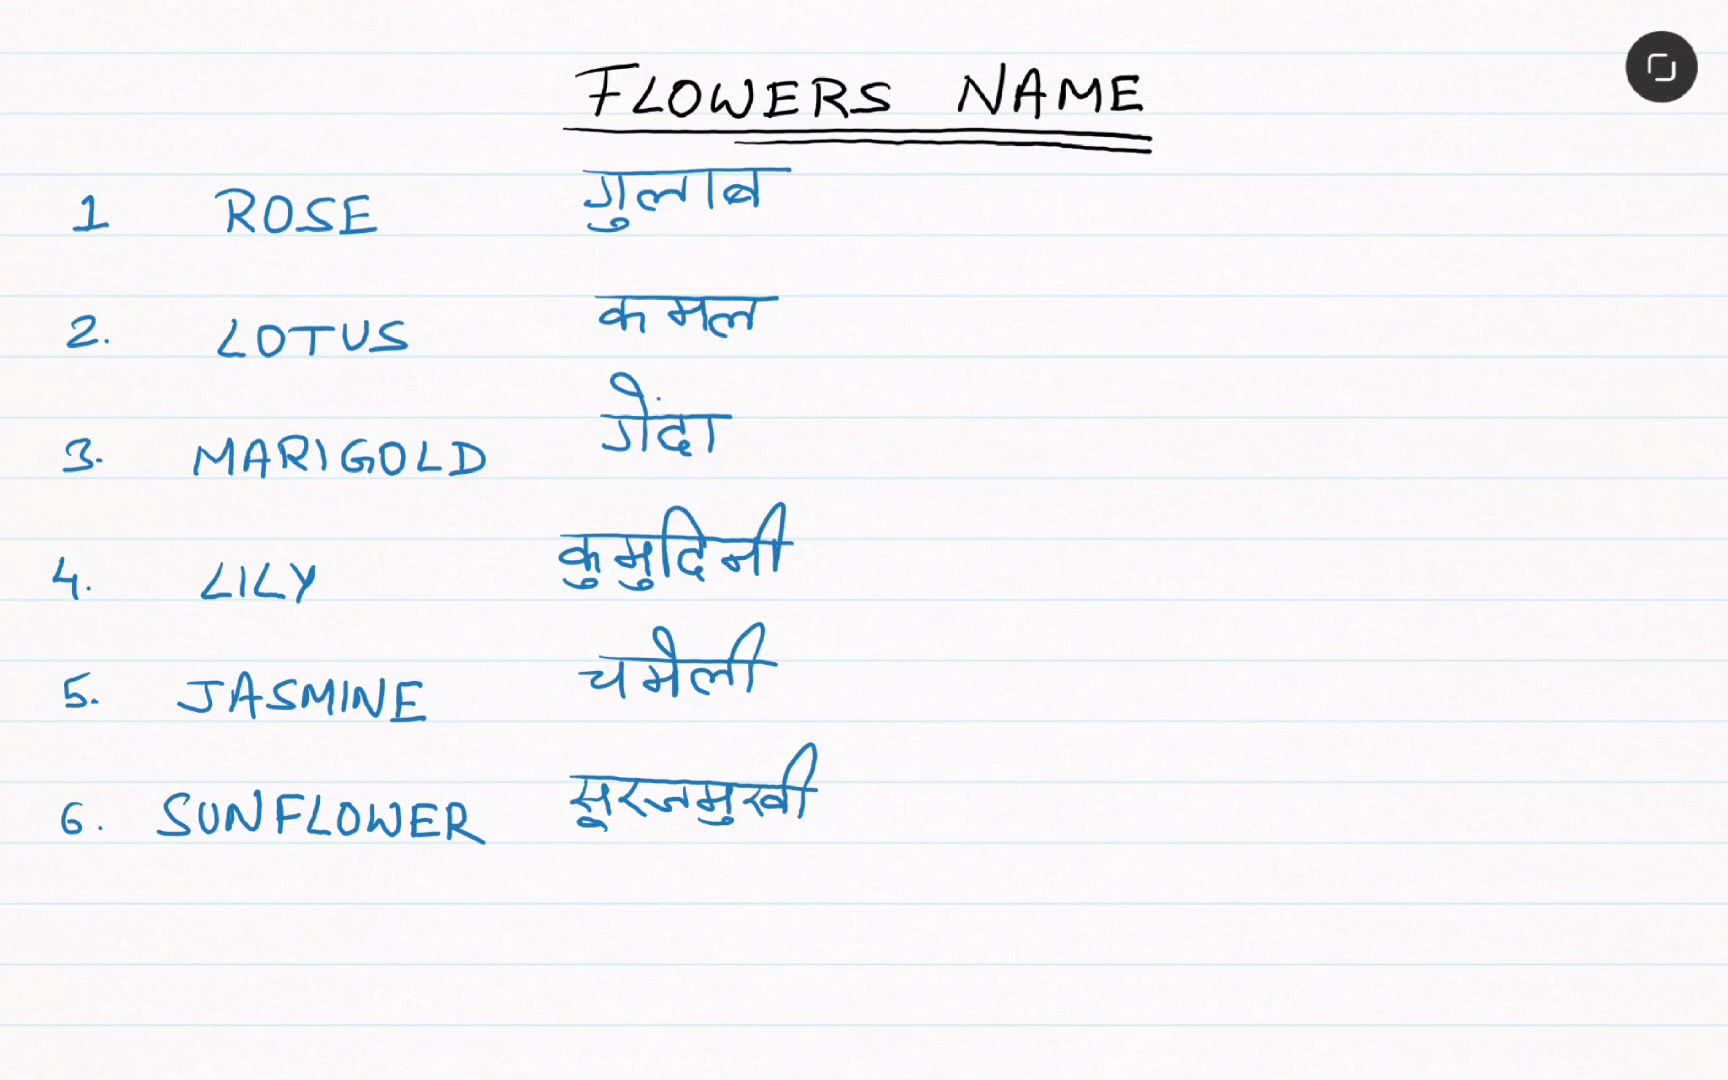 FLOWERS NAME
1 ROSE गुलाब
2. LOTUS कमल
3. MARIGOLD गेंदा
4. LILY कुमुदिनी
5. JASMINE चमेली
6. SUNFLOWER सूरजमुखी